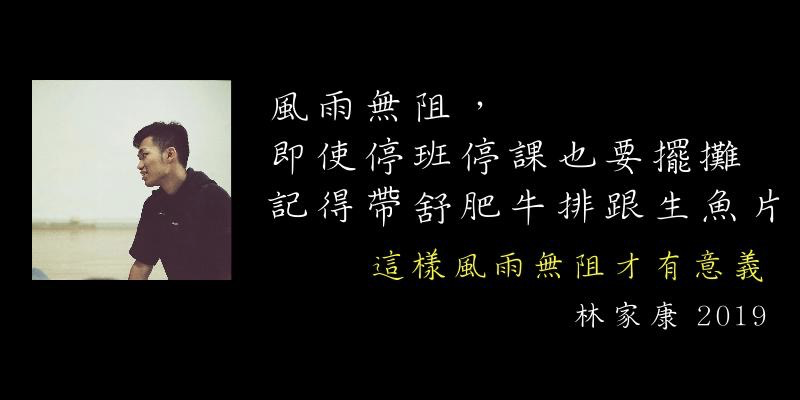 風雨無阻，
即使停班停課也要擺攤
記得帶舒肥牛排跟生魚片
這樣風雨無阻才有意義
林家康 2019